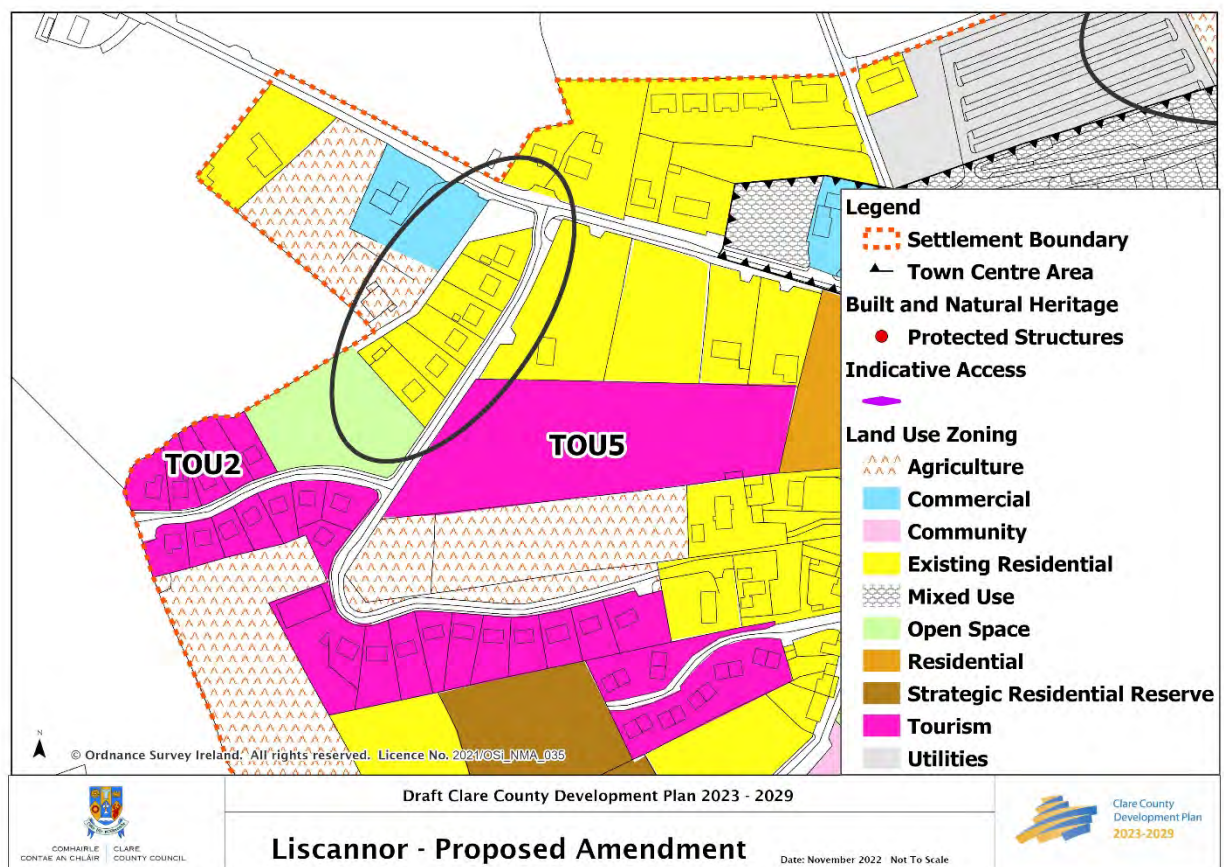 TOU2
TOU5
Legend
Settlement Boundary
Town Centre Area
Built and Natural Heritage
Protected Structures
Indicative Access
Land Use Zoning
Agriculture
Commercial
Community
Existing Residential
Mixed Use
Open Space
Residential
Strategic Residential Reserve
Tourism
Utilities
N
© Ordnance Survey Ireland. All rights reserved. Licence No. 2021/OSi_NMA_035
COMHAIRLE CONTAE AN CHLÁIR
CLARE COUNTY COUNCIL
Draft Clare County Development Plan 2023 - 2029
Liscannor - Proposed Amendment
Date: November 2022 Not To Scale
Clare County
Development Plan
2023-2029